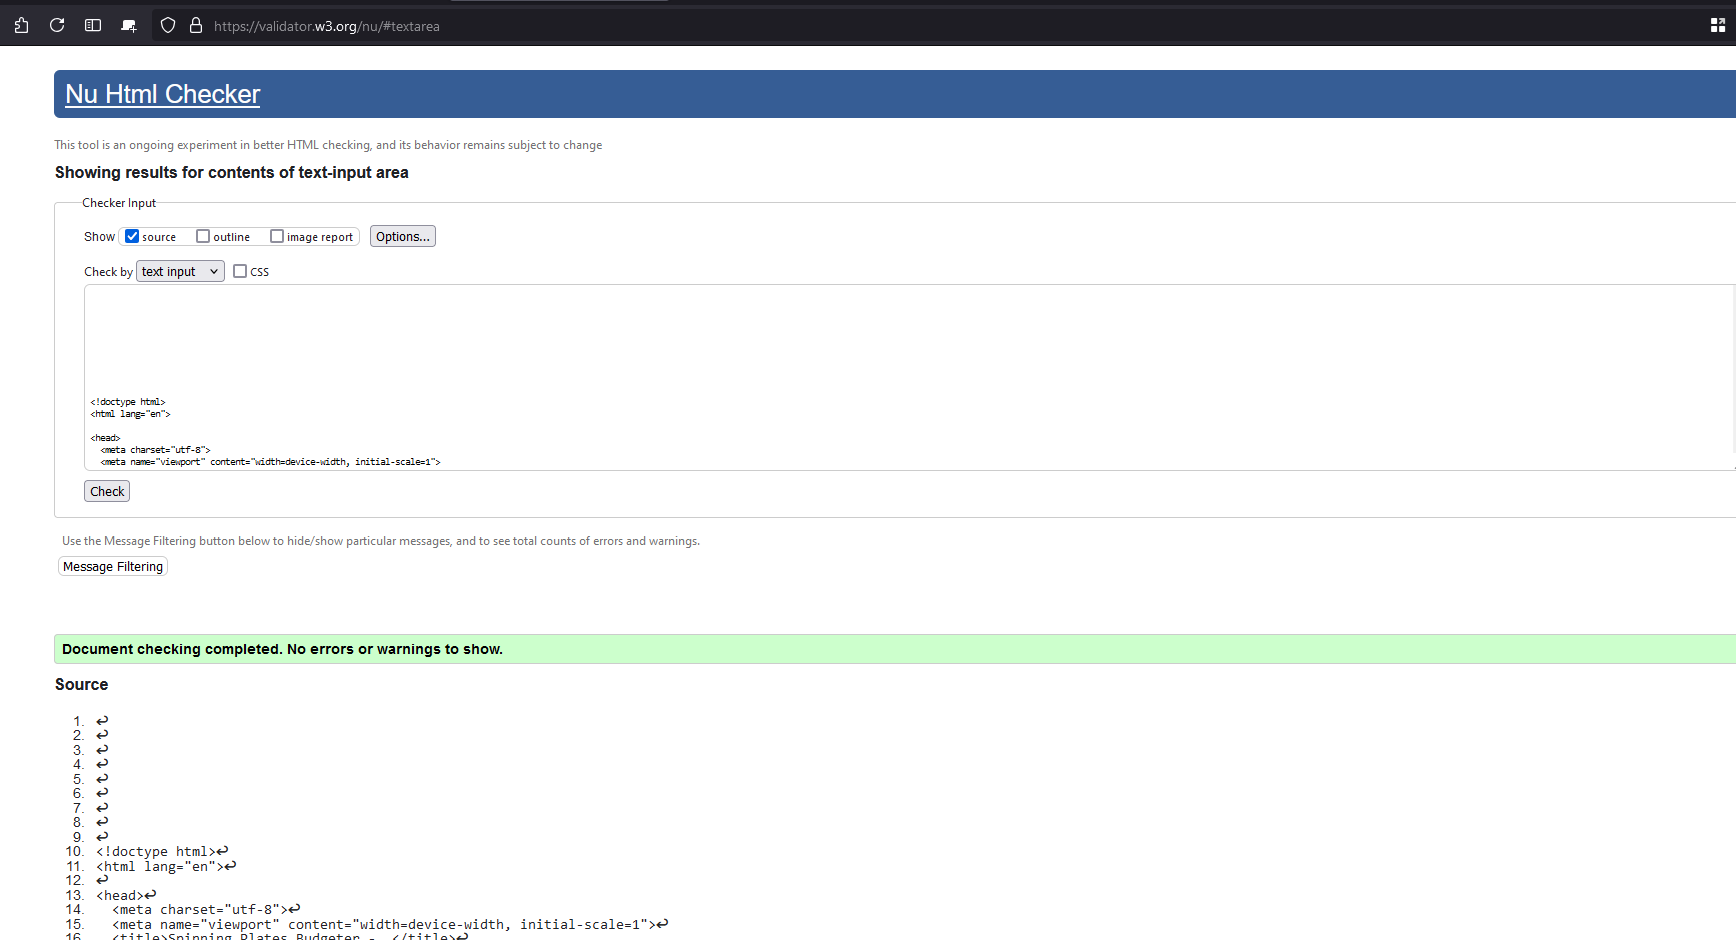 https://validator.w3.org/nu/#textarea
Nu Html Checker
This tool is an ongoing experiment in better HTML checking, and its behavior remains subject to change
Showing results for contents of text-input area
Checker Input
Show source outline image report Options...
Check by text input CSS
<!doctype html>
<html lang="en">
<head>
<meta charset="utf-8">
<meta name="viewport" content="width=device-width, initial-scale=1">
Check
Use the Message Filtering button below to hide/show particular messages, and to see total counts of errors and warnings.
Message Filtering
Document checking completed. No errors or warnings to show.
Source
1. ↩
2. ↩
3. ↩
4. ↩
5. ↩
6. ↩
7. ↩
8. ↩
9. ↩
10. <!doctype html>↩
11. <html lang="en">↩
12. ↩
13. <head>↩
14. <meta charset="utf-8">↩
15. <meta name="viewport" content="width=device-width, initial-scale=1">↩
16. <title>Spinning Plates Budgeter - </title>↩